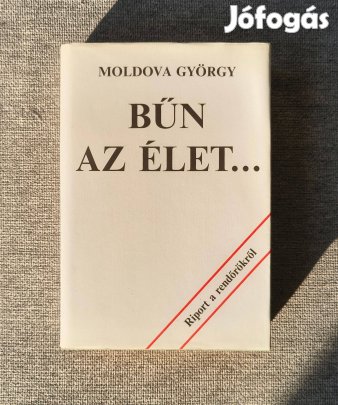 Jófogás
MOLDOVA GYÖRGY
BŰN
AZ ÉLET...
Riport a rendőrökről